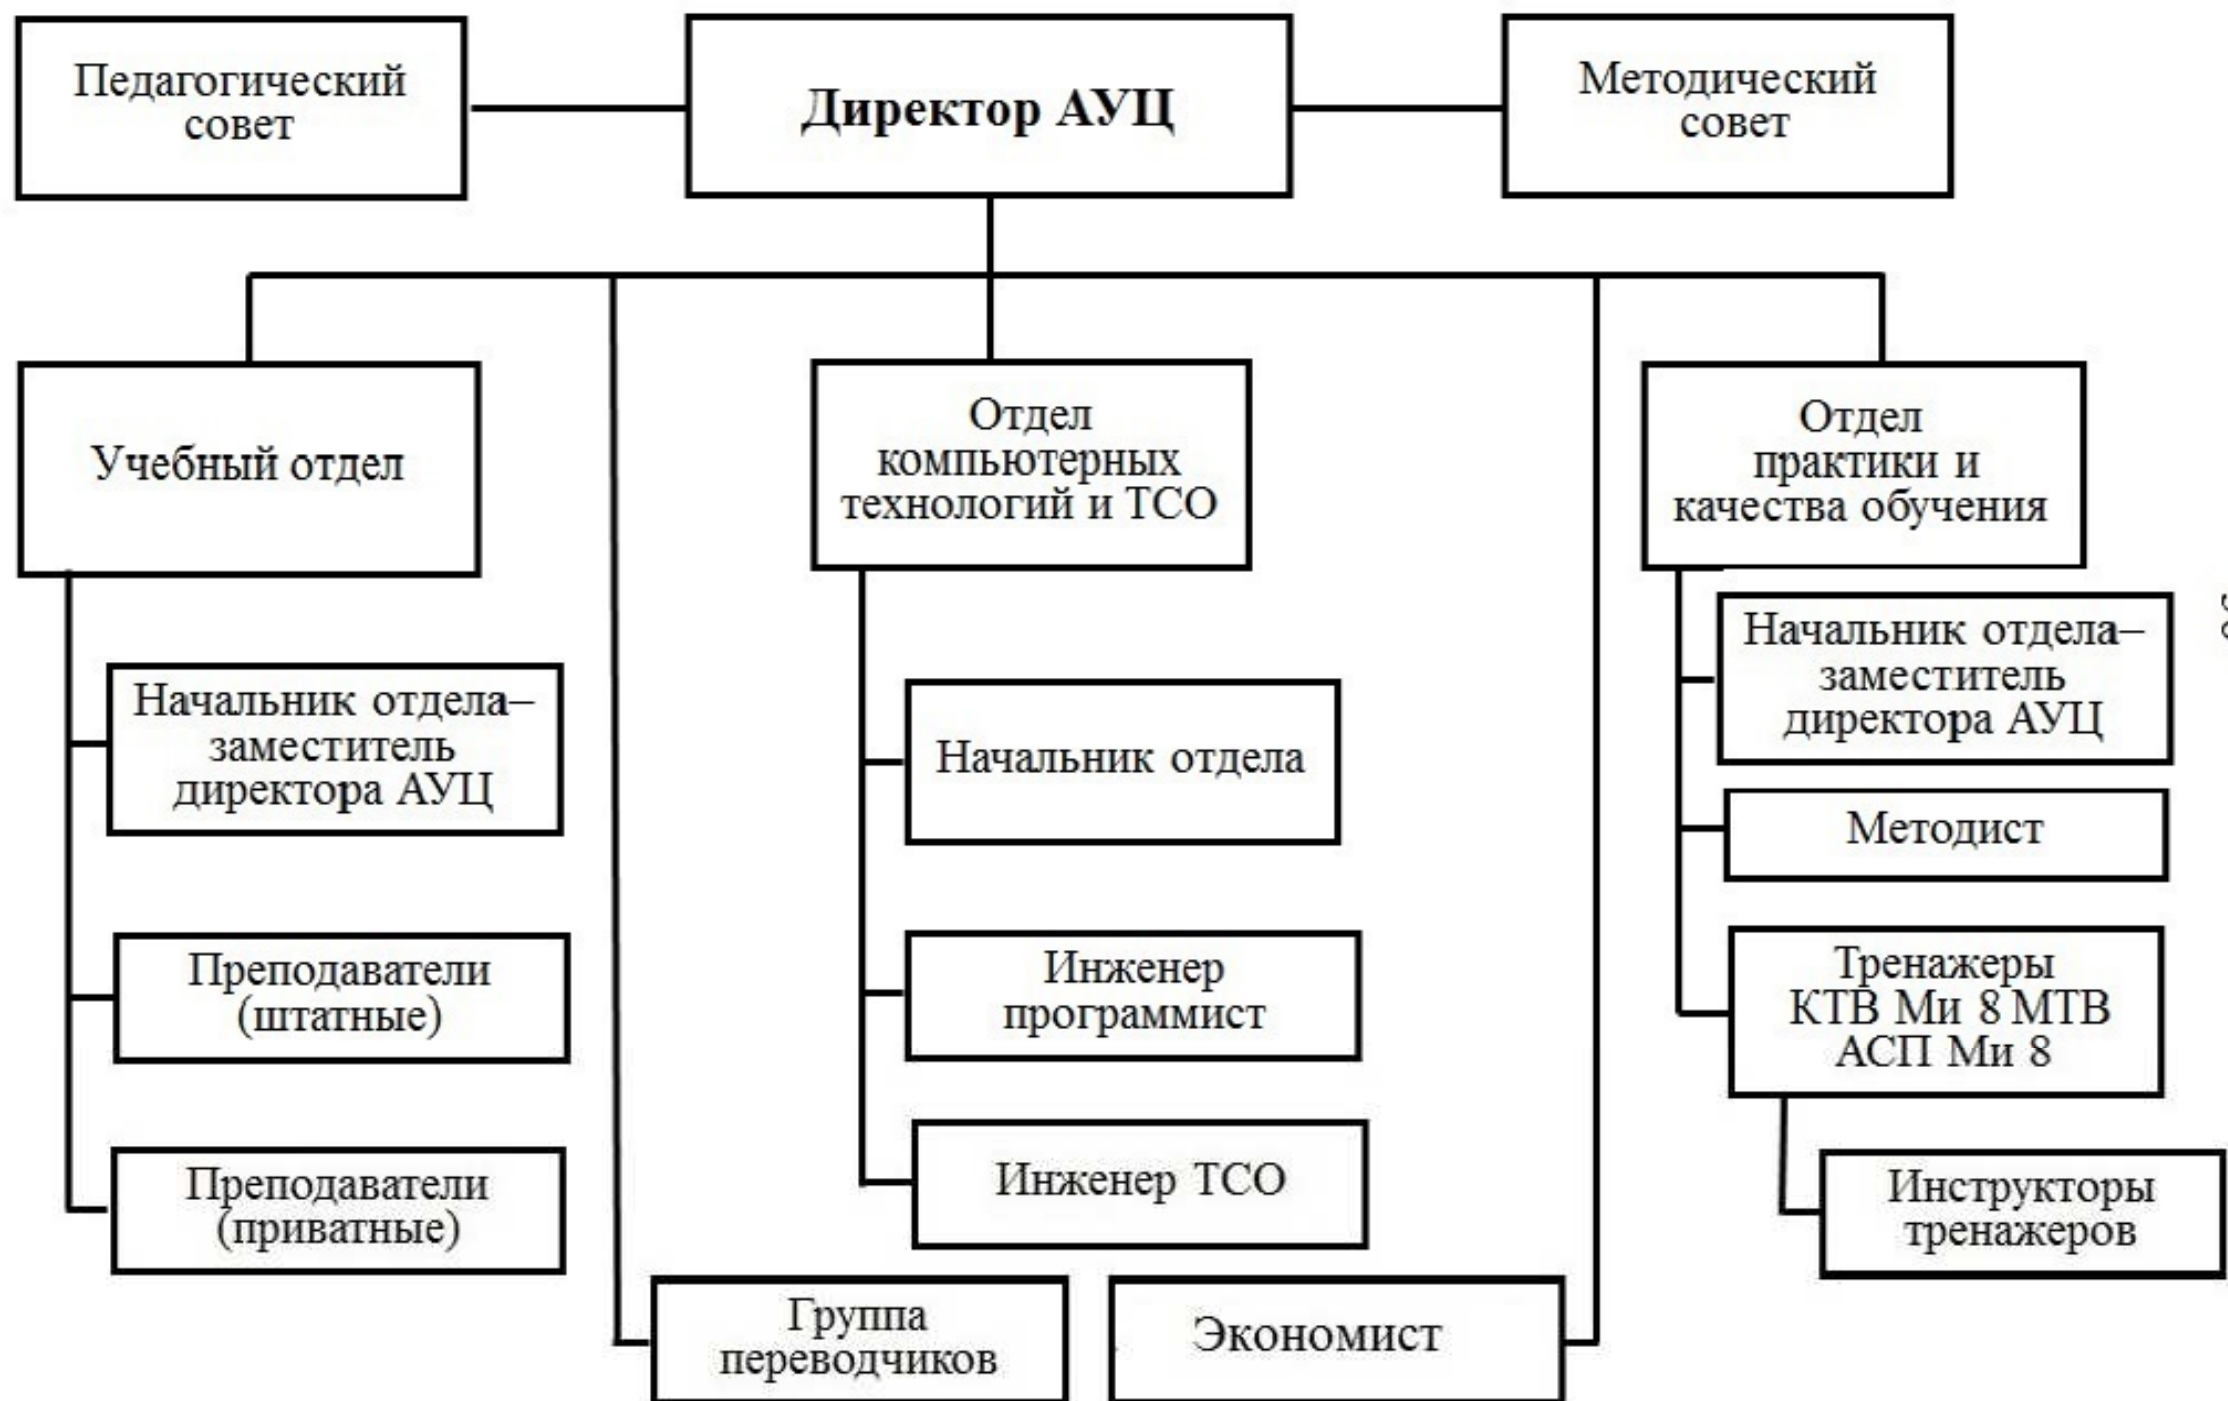 Педагогический
совет
Директор АУЦ
Методический
совет
Учебный отдел
Отдел
компьютерных
технологий и ТСО
Отдел
практики и
качества обучения
Начальник отдела–
заместитель
директора АУЦ
Преподаватели
(штатные)
Преподаватели
(приватные)
Начальник отдела
Инженер
программист
Инженер ТСО
Начальник отдела–
заместитель
директора АУЦ
Методист
Тренажеры
КТВ Ми 8 МТВ
АСП Ми 8
Инструкторы
тренажеров
Группа
переводчиков
Экономист